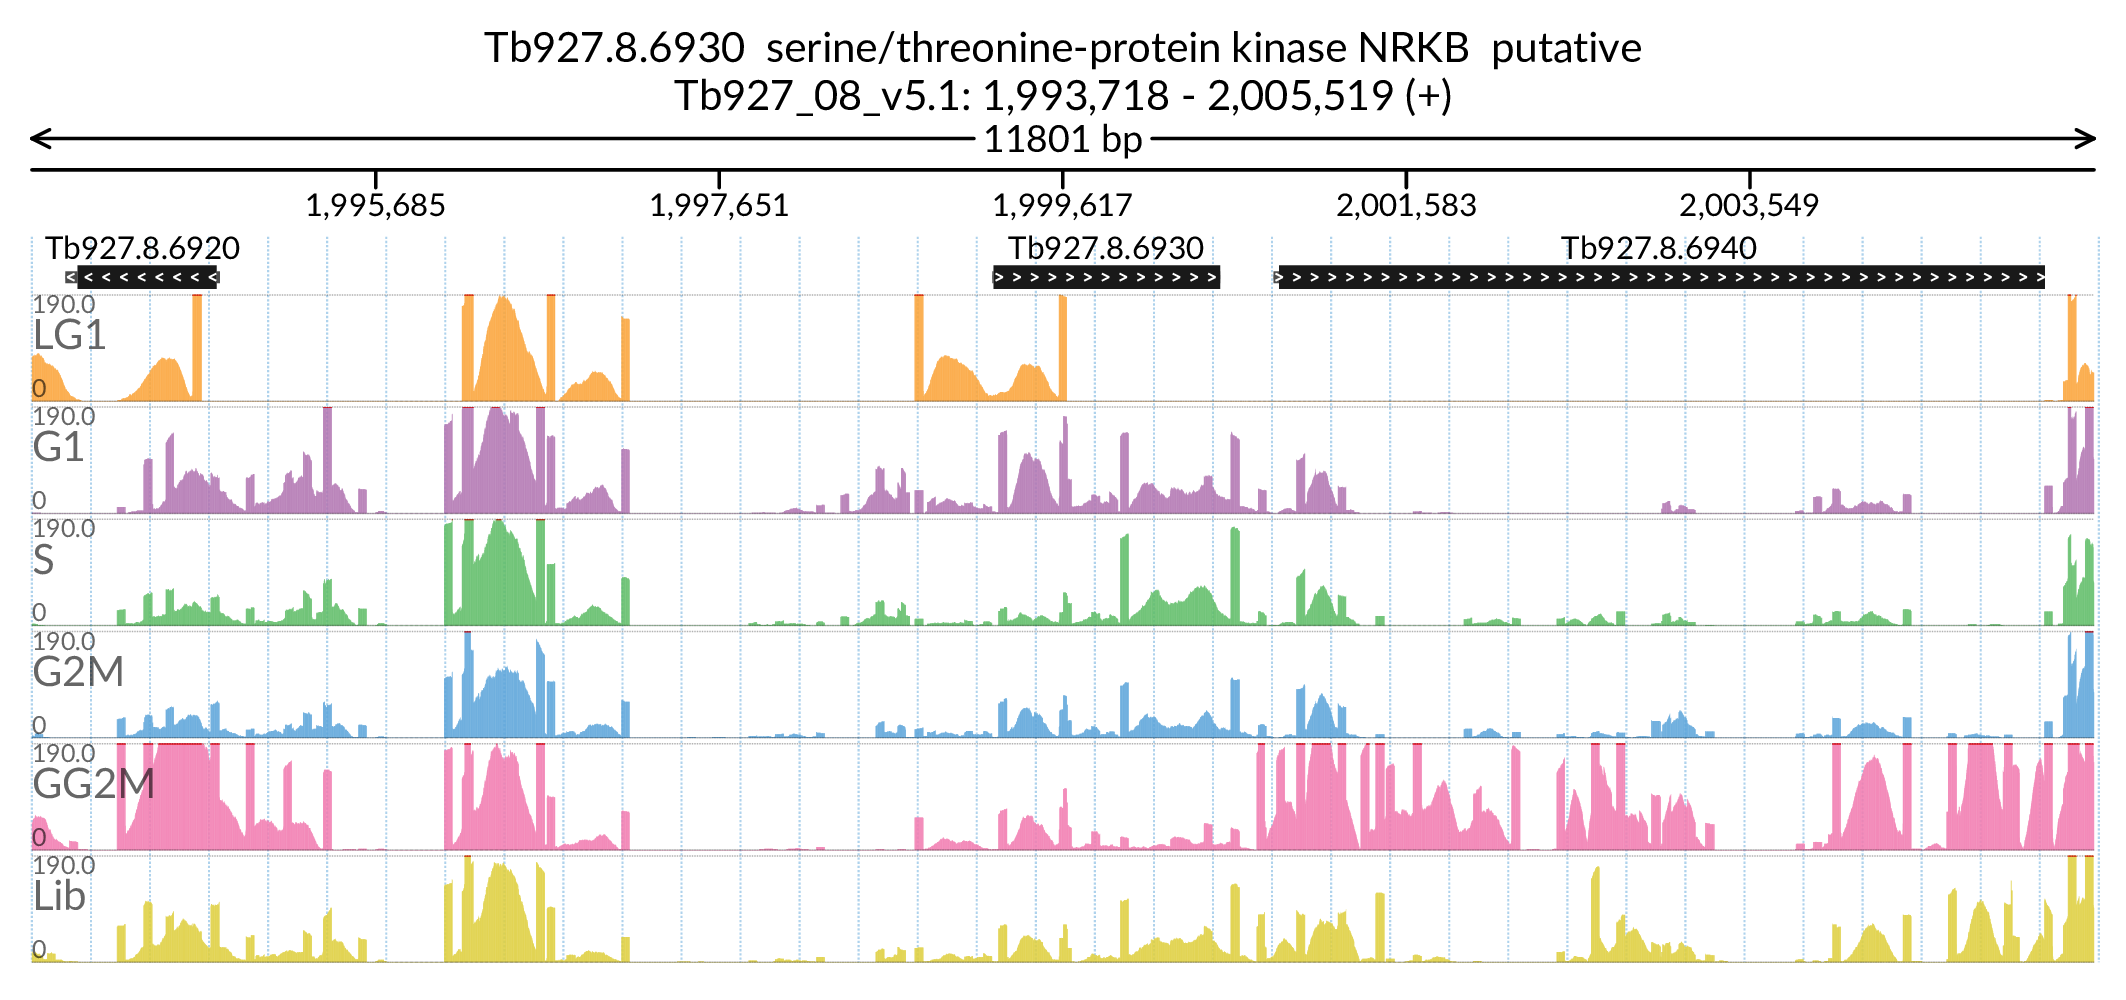 Tb927.8.6930  serine/threonine-protein kinase NRKB  putative
Tb927_08_v5.1: 1,993,718 - 2,005,519 (+)
11801 bp
1,995,685 1,997,651 1,999,617 2,001,583 2,003,549
Tb927.8.6920 Tb927.8.6930 Tb927.8.6940
190.0
LG1
0
190.0
G1
0
190.0
S
0
190.0
G2M
0
190.0
GG2M
0
190.0
Lib
0